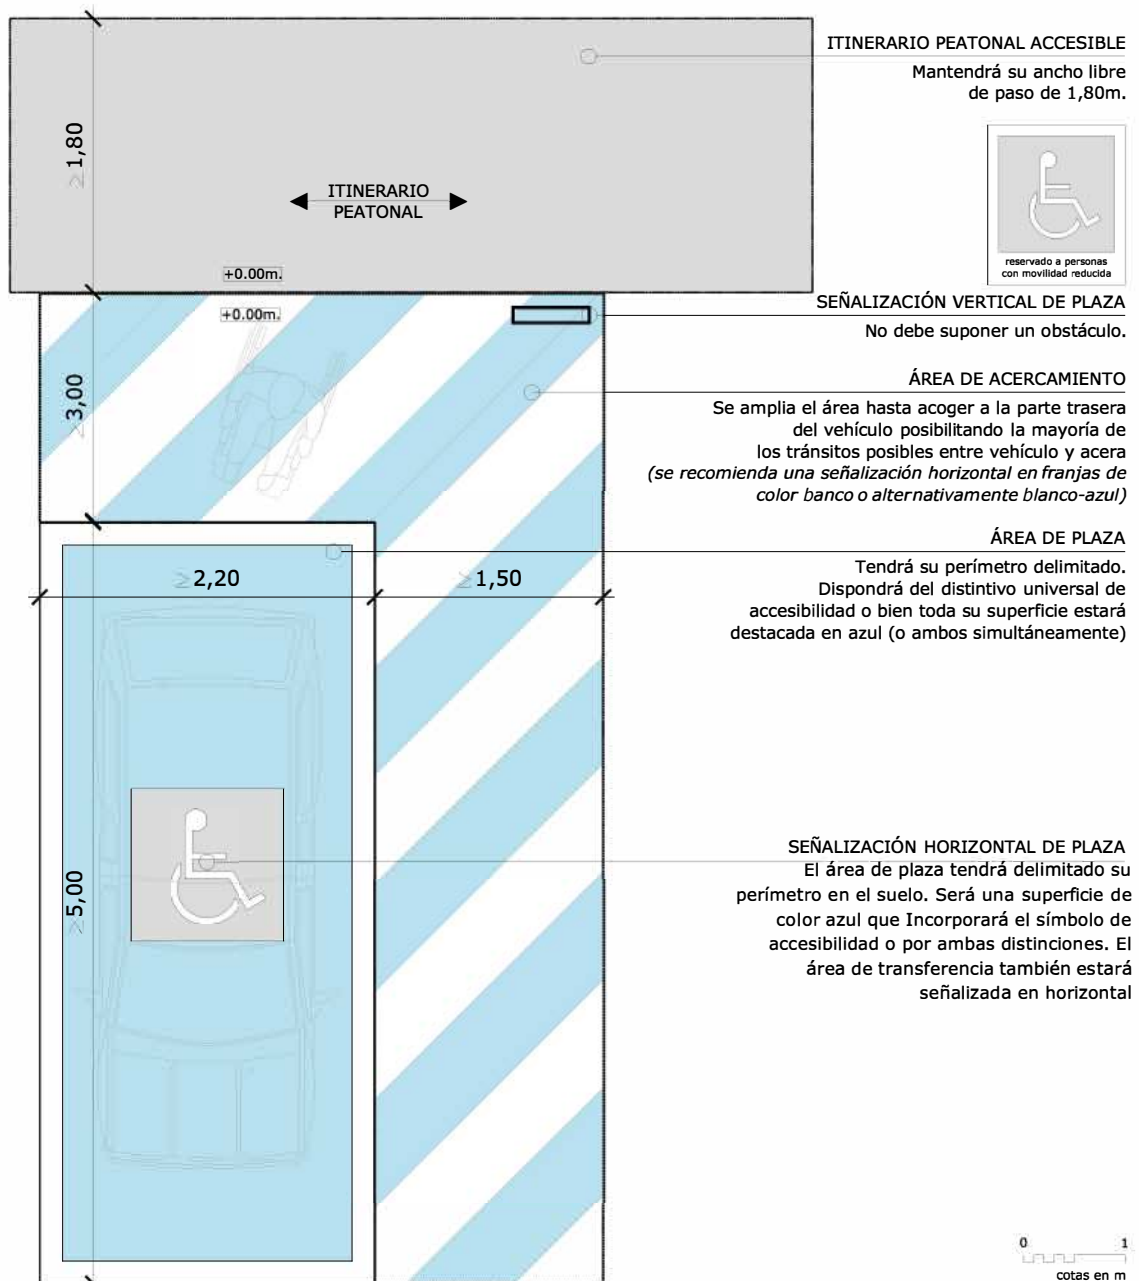 ITINERARIO PEATONAL ACCESIBLE
Mantendrá su ancho libre
de paso de 1,80m.
≥1,80
ITINERARIO
PEATONAL
reservado a personas
con movilidad reducida
+0.00m.
+0.00m.
SEÑALIZACIÓN VERTICAL DE PLAZA
No debe suponer un obstáculo.
≥3,00
ÁREA DE ACERCAMIENTO
Se amplia el área hasta acoger a la parte trasera
del vehículo posibilitando la mayoría de
los tránsitos posibles entre vehículo y acera
(se recomienda una señalización horizontal en franjas de
color banco o alternativamente blanco-azul)
ÁREA DE PLAZA
Tendrá su perímetro delimitado.
Dispondrá del distintivo universal de
accesibilidad o bien toda su superficie estará
destacada en azul (o ambos simultáneamente)
≥2,20
≥1,50
≥5,00
SEÑALIZACIÓN HORIZONTAL DE PLAZA
El área de plaza tendrá delimitado su
perímetro en el suelo. Será una superficie de
color azul que Incorporará el símbolo de
accesibilidad o por ambas distinciones. El
área de transferencia también estará
señalizada en horizontal
0 1
cotas en m